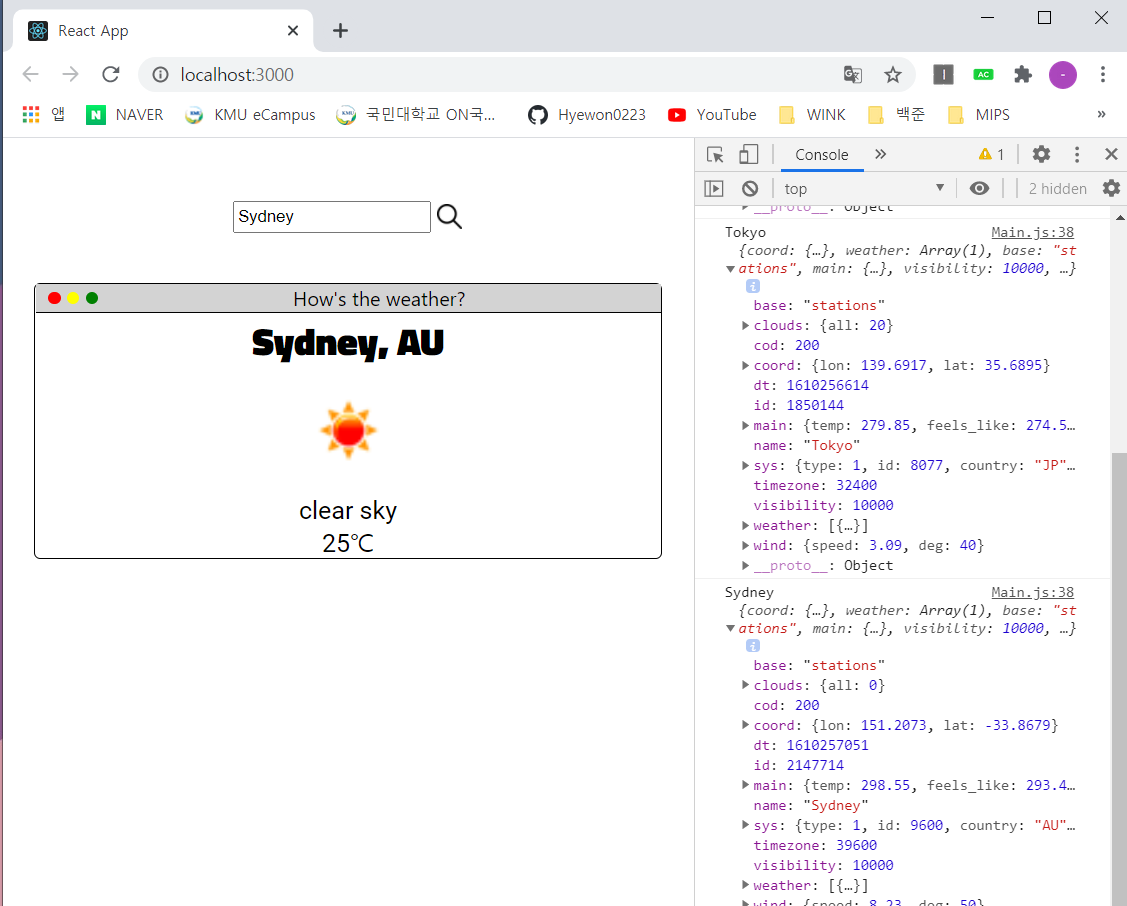 React App
localhost:3000
앱 NAVER KMU eCampus 국민대학교 ON국... Hyewon0223 YouTube WINK 백준 MIPS »
Sydney
How's the weather?
Sydney, AU
clear sky
25℃
Console » 1
top 2 hidden
__proto__: Object
Tokyo Main.js:38
{coord: {…}, weather: Array(1), base: "st
ations", main: {…}, visibility: 10000, …}
i
base: "stations"
clouds: {all: 20}
cod: 200
coord: {lon: 139.6917, lat: 35.6895}
dt: 1610256614
id: 1850144
main: {temp: 279.85, feels_like: 274.5…
name: "Tokyo"
sys: {type: 1, id: 8077, country: "JP"…
timezone: 32400
visibility: 10000
weather: [{…}]
wind: {speed: 3.09, deg: 40}
__proto__: Object
Sydney Main.js:38
{coord: {…}, weather: Array(1), base: "st
ations", main: {…}, visibility: 10000, …}
i
base: "stations"
clouds: {all: 0}
cod: 200
coord: {lon: 151.2073, lat: -33.8679}
dt: 1610257051
id: 2147714
main: {temp: 298.55, feels_like: 293.4…
name: "Sydney"
sys: {type: 1, id: 9600, country: "AU"…
timezone: 39600
visibility: 10000
weather: [{…}]
wind: {speed: 8.23, deg: 50}